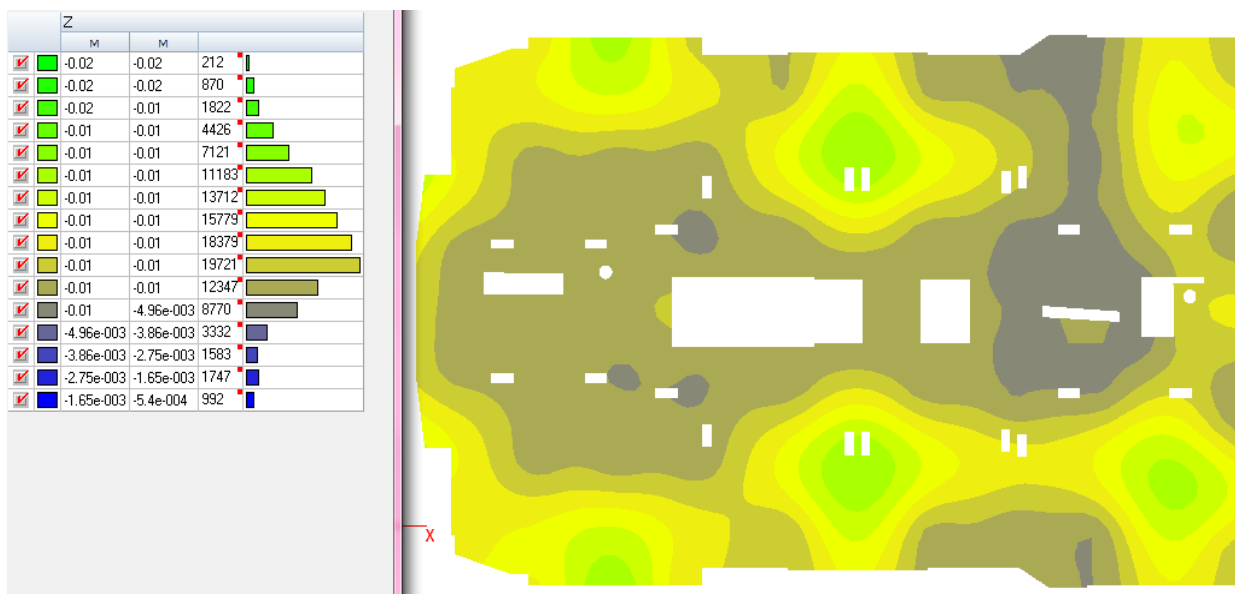 Z
M M
-0.02 -0.02 212
-0.02 -0.02 870
-0.02 -0.01 1822
-0.01 -0.01 4426
-0.01 -0.01 7121
-0.01 -0.01 11183
-0.01 -0.01 13712
-0.01 -0.01 15779
-0.01 -0.01 18379
-0.01 -0.01 19721
-0.01 -0.01 12347
-0.01 -4.96e-003 8770
-4.96e-003 -3.86e-003 3332
-3.86e-003 -2.75e-003 1583
-2.75e-003 -1.65e-003 1747
-1.65e-003 -5.4e-004 992
X